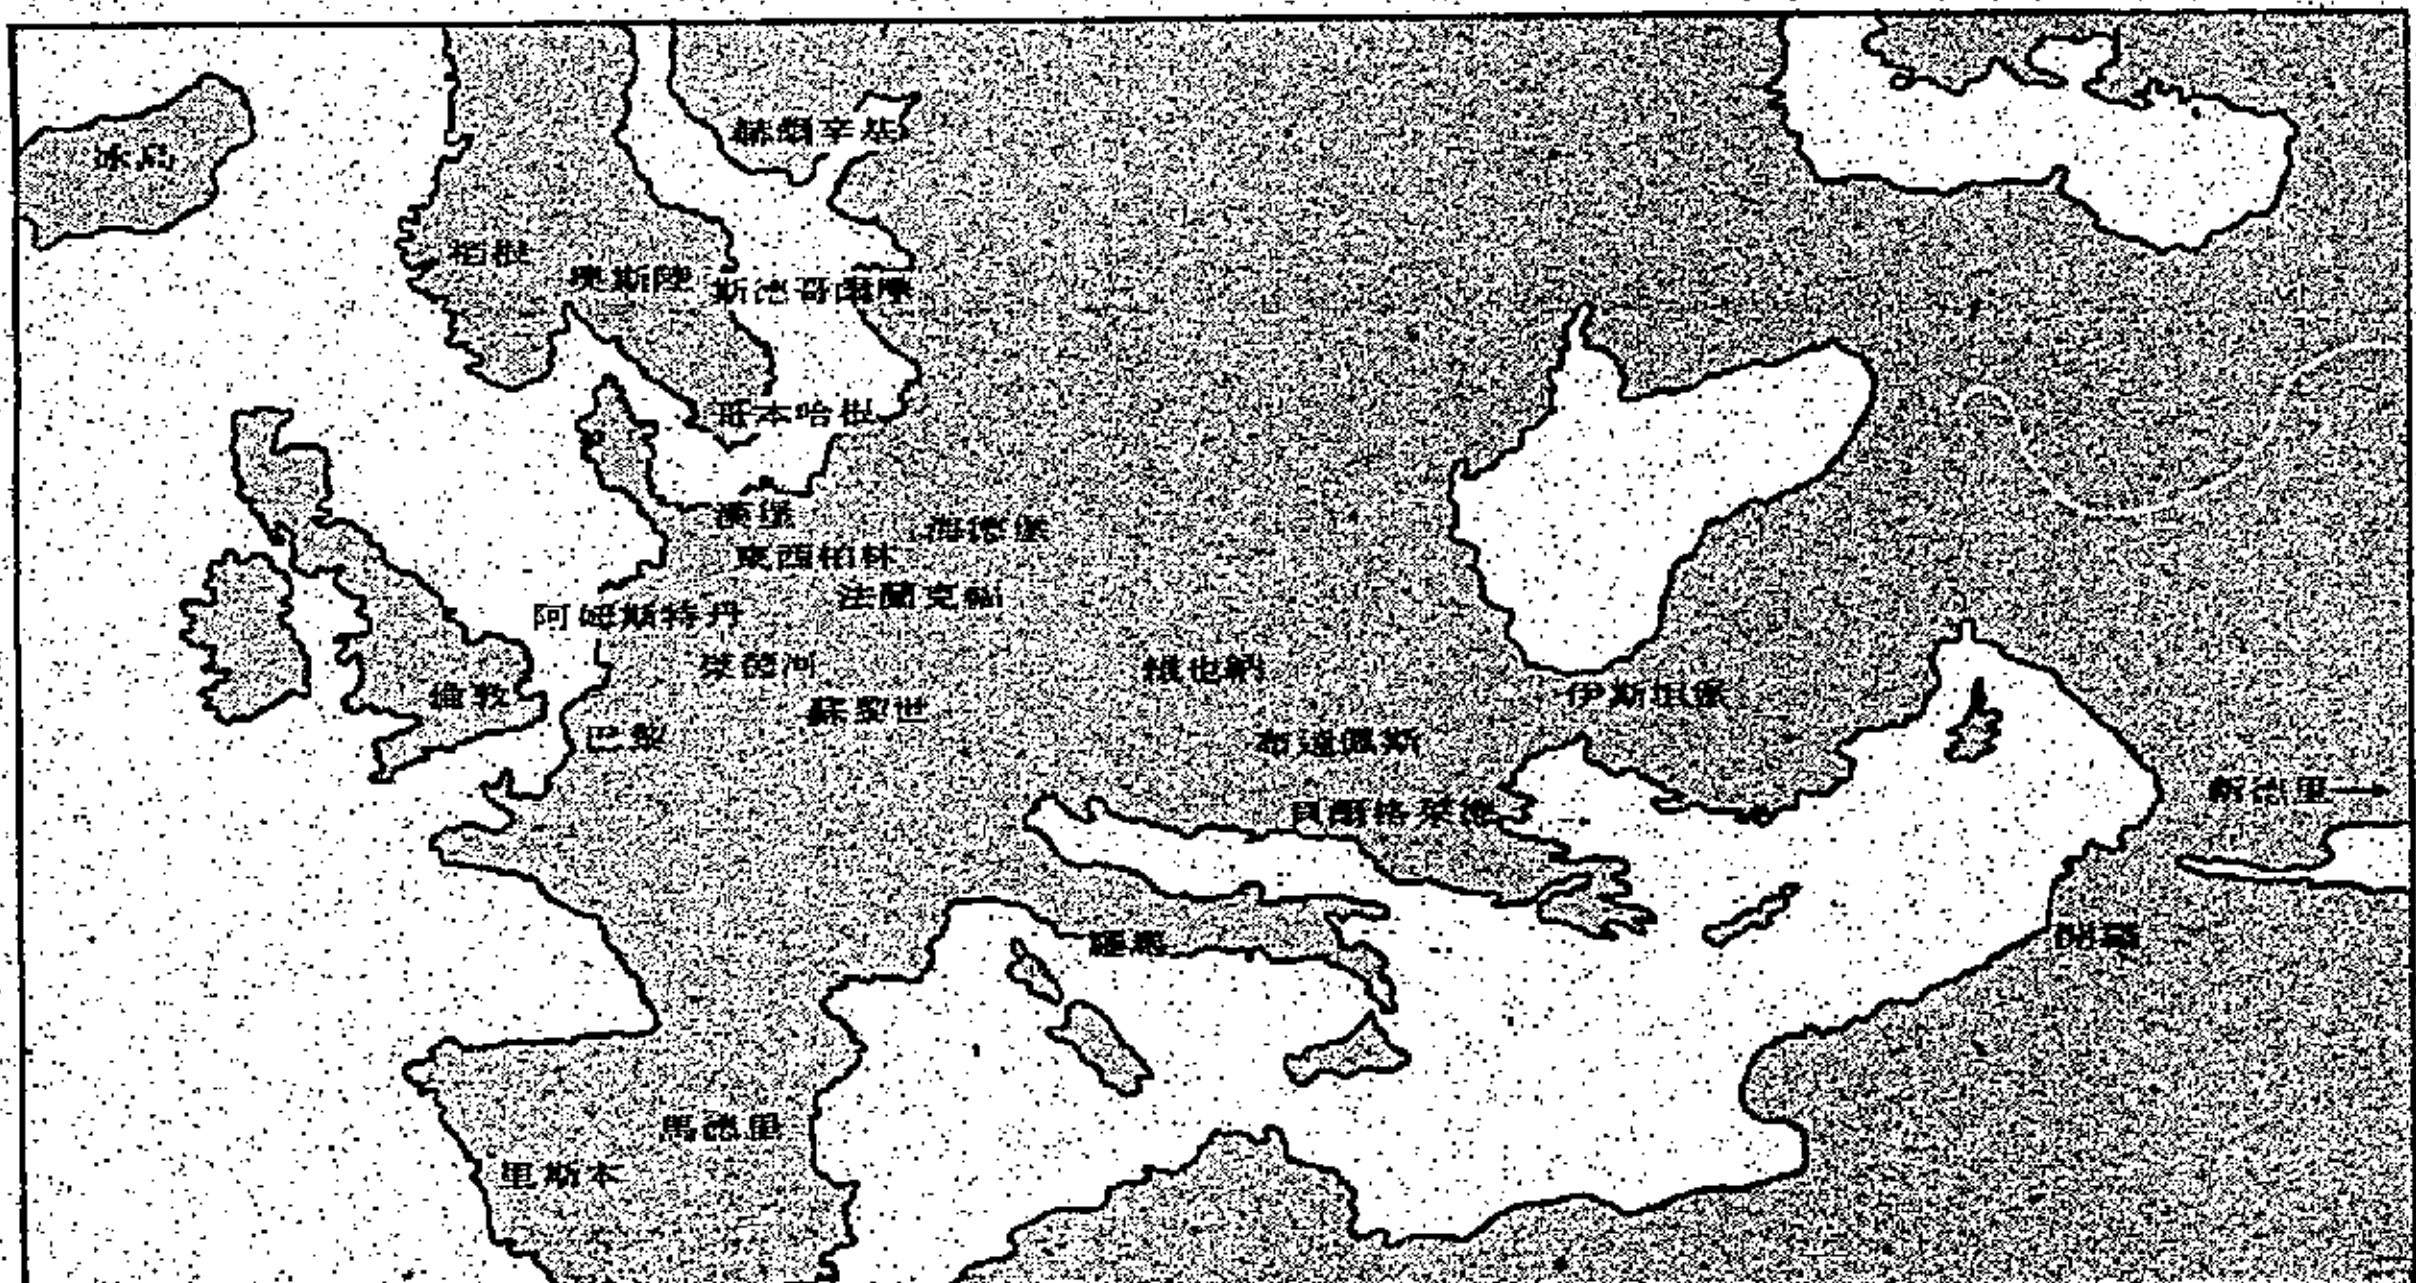 赫爾辛基
冰島
柏根
奧斯陸
斯德哥爾摩
哥本哈根
漢堡
海德堡
東西柏林
法蘭克福
阿姆斯特丹
萊茵河
維也納
倫敦
伊斯坦堡
蘇黎世
巴黎
布達佩斯
斯德里
貝爾格萊德
羅馬
開羅
馬德里
里斯本